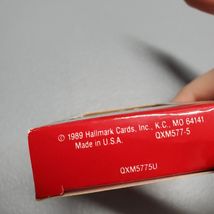 © 1989 Hallmark Cards, Inc., K.C., MO 64141
QXM577-5
Made in U.S.A.
QXM5775U